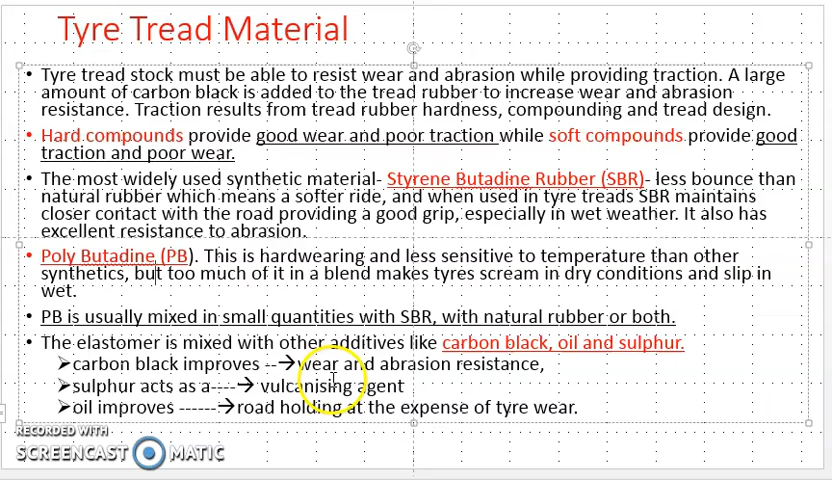 Tyre Tread Material
• Tyre tread stock must be able to resist wear and abrasion while providing traction. A large
amount of carbon black is added to the tread rubber to increase wear and abrasion
resistance. Traction results from tread rubber hardness, compounding and tread design.
• Hard compounds provide good wear and poor traction while soft compounds provide good
traction and poor wear.
• The most widely used synthetic material- Styrene Butadine Rubber (SBR)- less bounce than
natural rubber which means a softer ride, and when used in tyre treads SBR maintains
closer contact with the road providing a good grip, especially in wet weather. It also has
excellent resistance to abrasion.
• Poly Butadine (PB). This is hardwearing and less sensitive to temperature than other
synthetics, but too much of it in a blend makes tyres scream in dry conditions and slip in
wet.
• PB is usually mixed in small quantities with SBR, with natural rubber or both.
• The elastomer is mixed with other additives like carbon black, oil and sulphur.
➢carbon black improves --→wear and abrasion resistance,
➢sulphur acts as a----→ vulcanising agent
➢oil improves ------→road holding at the expense of tyre wear.
RECORDED WITH
SCREENCAST MATIC